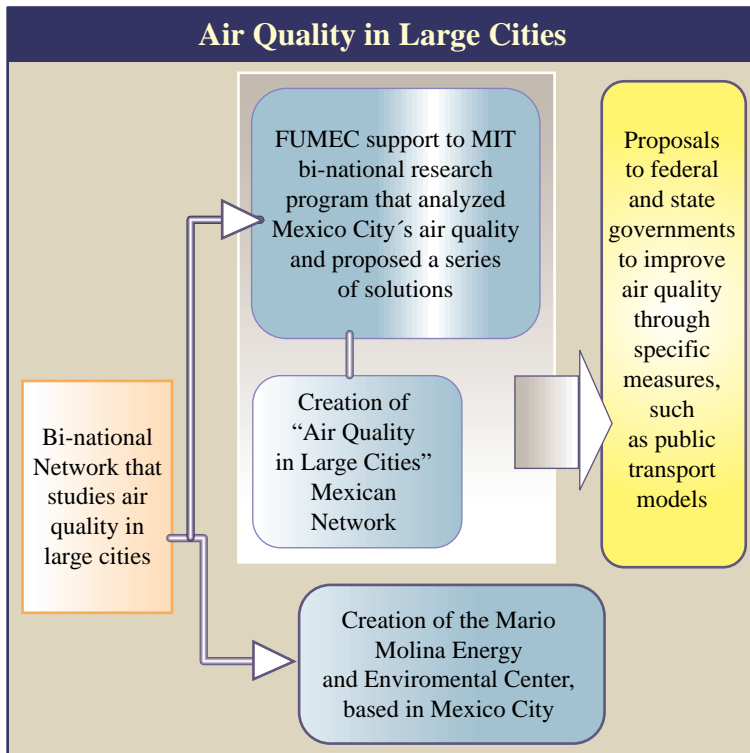 Air Quality in Large Cities
FUMEC support to MIT
bi-national research
program that analyzed
Mexico City´s air quality
and proposed a series
of solutions
Creation of
“Air Quality
in Large Cities”
Mexican
Network
Bi-national
Network that
studies air
quality in
large cities
Creation of the Mario
Molina Energy
and Enviromental Center,
based in Mexico City
Proposals
to federal
and state
governments
to improve
air quality
through
specific
measures,
such
as public
transport
models